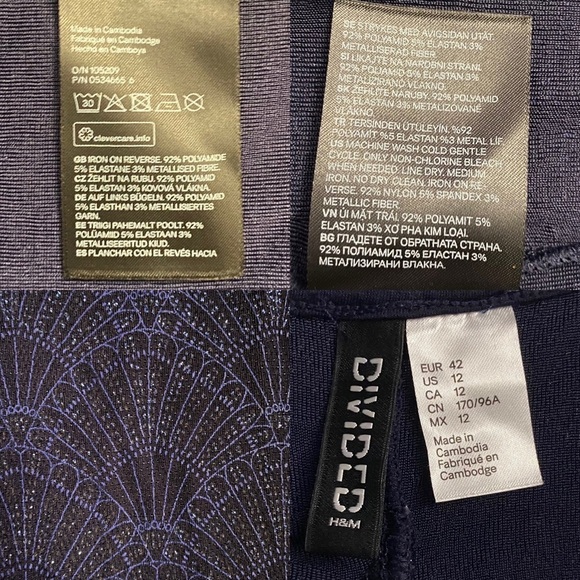 Made in Cambodia
Fabriqué en Cambodge
Hecho en Camboya
O/N 105209
P/N 0534665 6
30
clevercare.info
GB IRON ON REVERSE. 92% POLYAMIDE
5% ELASTANE 3% METALLISED FIBRE.
CZ ŽEHLIT NA RUBU. 92% POLYAMID
5% ELASTAN 3% KOVOVÁ VLÁKNA.
DE AUF LINKS BÜGELN. 92% POLYAMID
5% ELASTHAN 3% METALLISIERTES
GARN.
EE TRIIGI PAHEMALT POOLT. 92%
POLÜAMIID 5% ELASTAAN 3%
METALLISEERITUD KIUD.
ES PLANCHAR CON EL REVÉS HACIA
SE STRYKES MED AVIGSIDAN UTÅT.
92% POLYAMID 5% ELASTAN 3%
METALLISERAD FIBER.
SI LIKAJTE NA NAROBNI STRANI.
92% POLIAMID 5% ELASTAN 3%
METALIZIRANO VLAKNO.
SK ŽEHLITE NARUBY. 92% POLYAMID
5% ELASTAN 3% METALIZOVANÉ
VLÁKNO.
TR TERSİNDEN ÜTÜLEYİN. %92
POLYAMİT %5 ELASTAN %3 METAL LİF.
US MACHINE WASH COLD GENTLE
CYCLE. ONLY NON-CHLORINE BLEACH
WHEN NEEDED. LINE DRY. MEDIUM
IRON. NO DRY CLEAN. IRON ON RE-
VERSE. 92% NYLON 5% SPANDEX 3%
METALLIC FIBER.
VN ỦI MẶT TRÁI. 92% POLYAMIT 5%
ELASTAN 3% XƠ PHA KIM LOẠI.
BG ГЛАДЕТЕ ОТ ОБРАТНАТА СТРАНА.
92% ПОЛИАМИД 5% ЕЛАСТАН 3%
МЕТАЛИЗИРАНИ ВЛАКНА.
DIVIDED
H&M
EUR 42
US 12
CA 12
CN 170/96A
MX 12
Made in
Cambodia
Fabriqué en
Cambodge